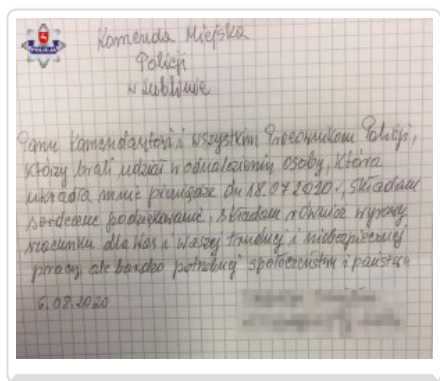 POLICJA
Komenda Miejska
Policji
w Lublinie
Panu Komendantowi i wszystkim Pracownikom Policji,
którzy brali udział w odnalezieniu osoby, która
ukradła mnie pieniądze dn 18.07.2020., składam
serdeczne podziękowanie, składam również wyrazy
szacunku dla Was i waszej trudnej i niebezpiecznej
pracy, ale bardzo potrzebnej społeczeństwu i państwu
6.08.2020